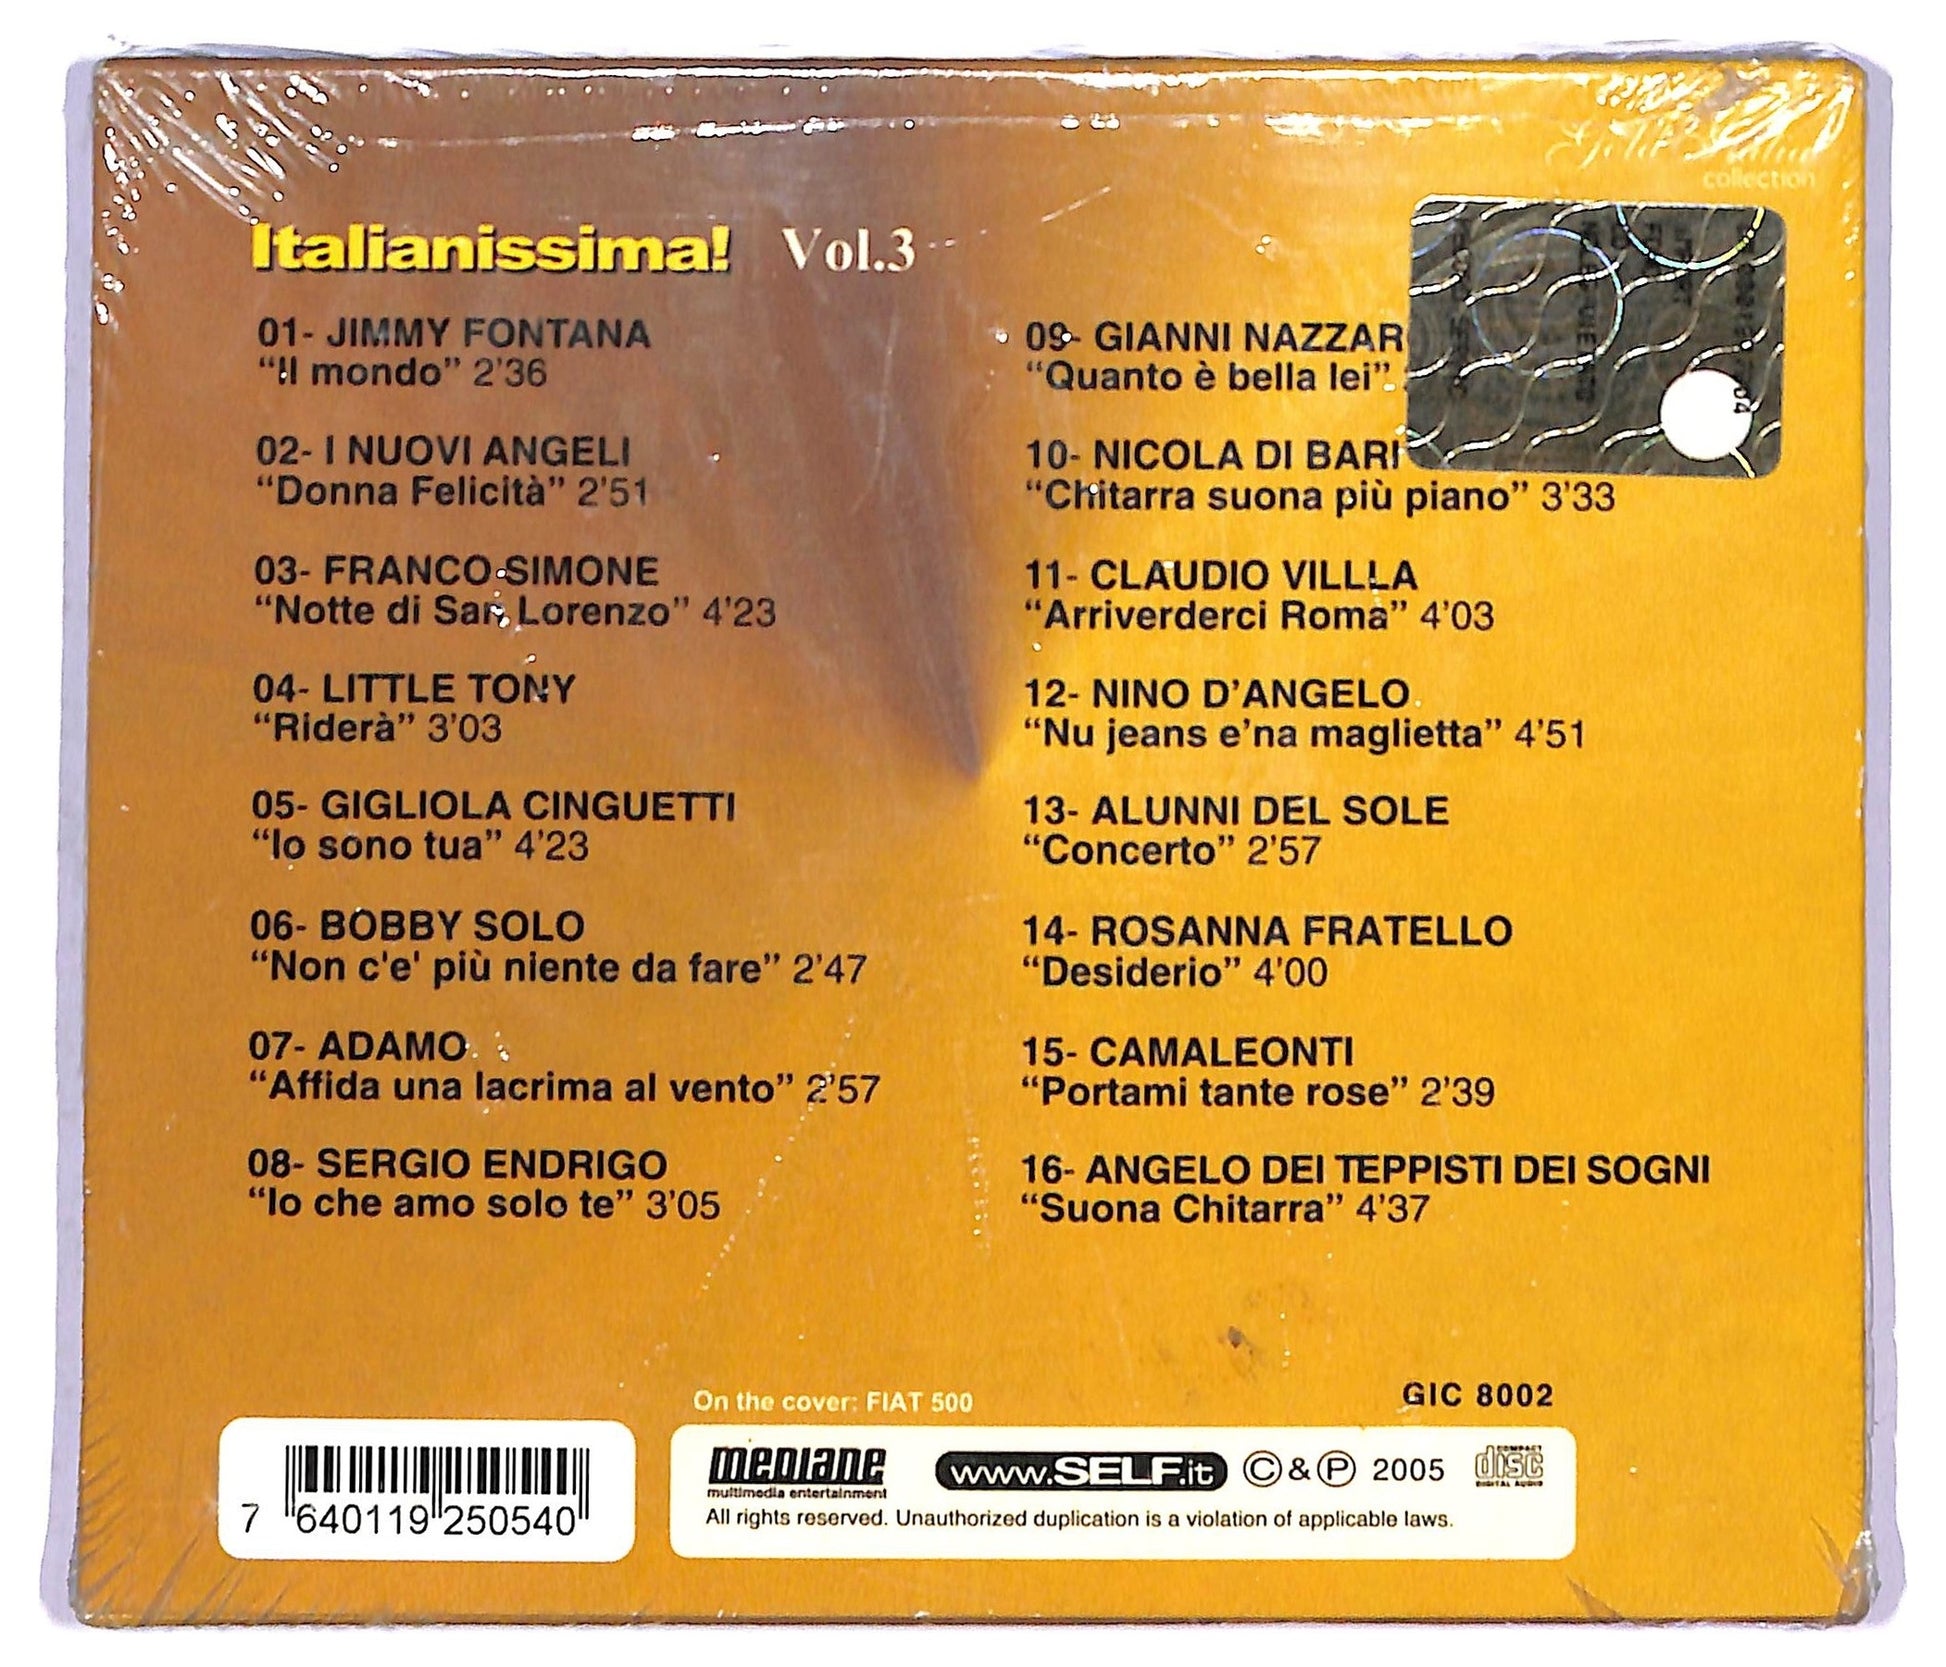 collection
Italianissima! Vol.3
01- JIMMY FONTANA
“Il mondo” 2'36
02- I NUOVI ANGELI
“Donna Felicità” 2'51
03- FRANCO SIMONE
“Notte di San Lorenzo” 4'23
04- LITTLE TONY
“Riderà” 3'03
05- GIGLIOLA CINGUETTI
“Io sono tua” 4'23
06- BOBBY SOLO
“Non c'e' più niente da fare” 2'47
07- ADAMO
“Affida una lacrima al vento” 2'57
08- SERGIO ENDRIGO
“Io che amo solo te” 3'05
09- GIANNI NAZZAR
“Quanto è bella lei”
10- NICOLA DI BARI
“Chitarra suona più piano” 3'33
11- CLAUDIO VILLLA
“Arriverderci Roma” 4'03
12- NINO D'ANGELO
“Nu jeans e'na maglietta” 4'51
13- ALUNNI DEL SOLE
“Concerto” 2'57
14- ROSANNA FRATELLO
“Desiderio” 4'00
15- CAMALEONTI
“Portami tante rose” 2'39
16- ANGELO DEI TEPPISTI DEI SOGNI
“Suona Chitarra” 4'37
On the cover: FIAT 500
GIC 8002
7 640119 250540
mediane
multimedia entertainment
www.SELF.it © & ℗ 2005
COMPACT
disc
DIGITAL AUDIO
All rights reserved. Unauthorized duplication is a violation of applicable laws.